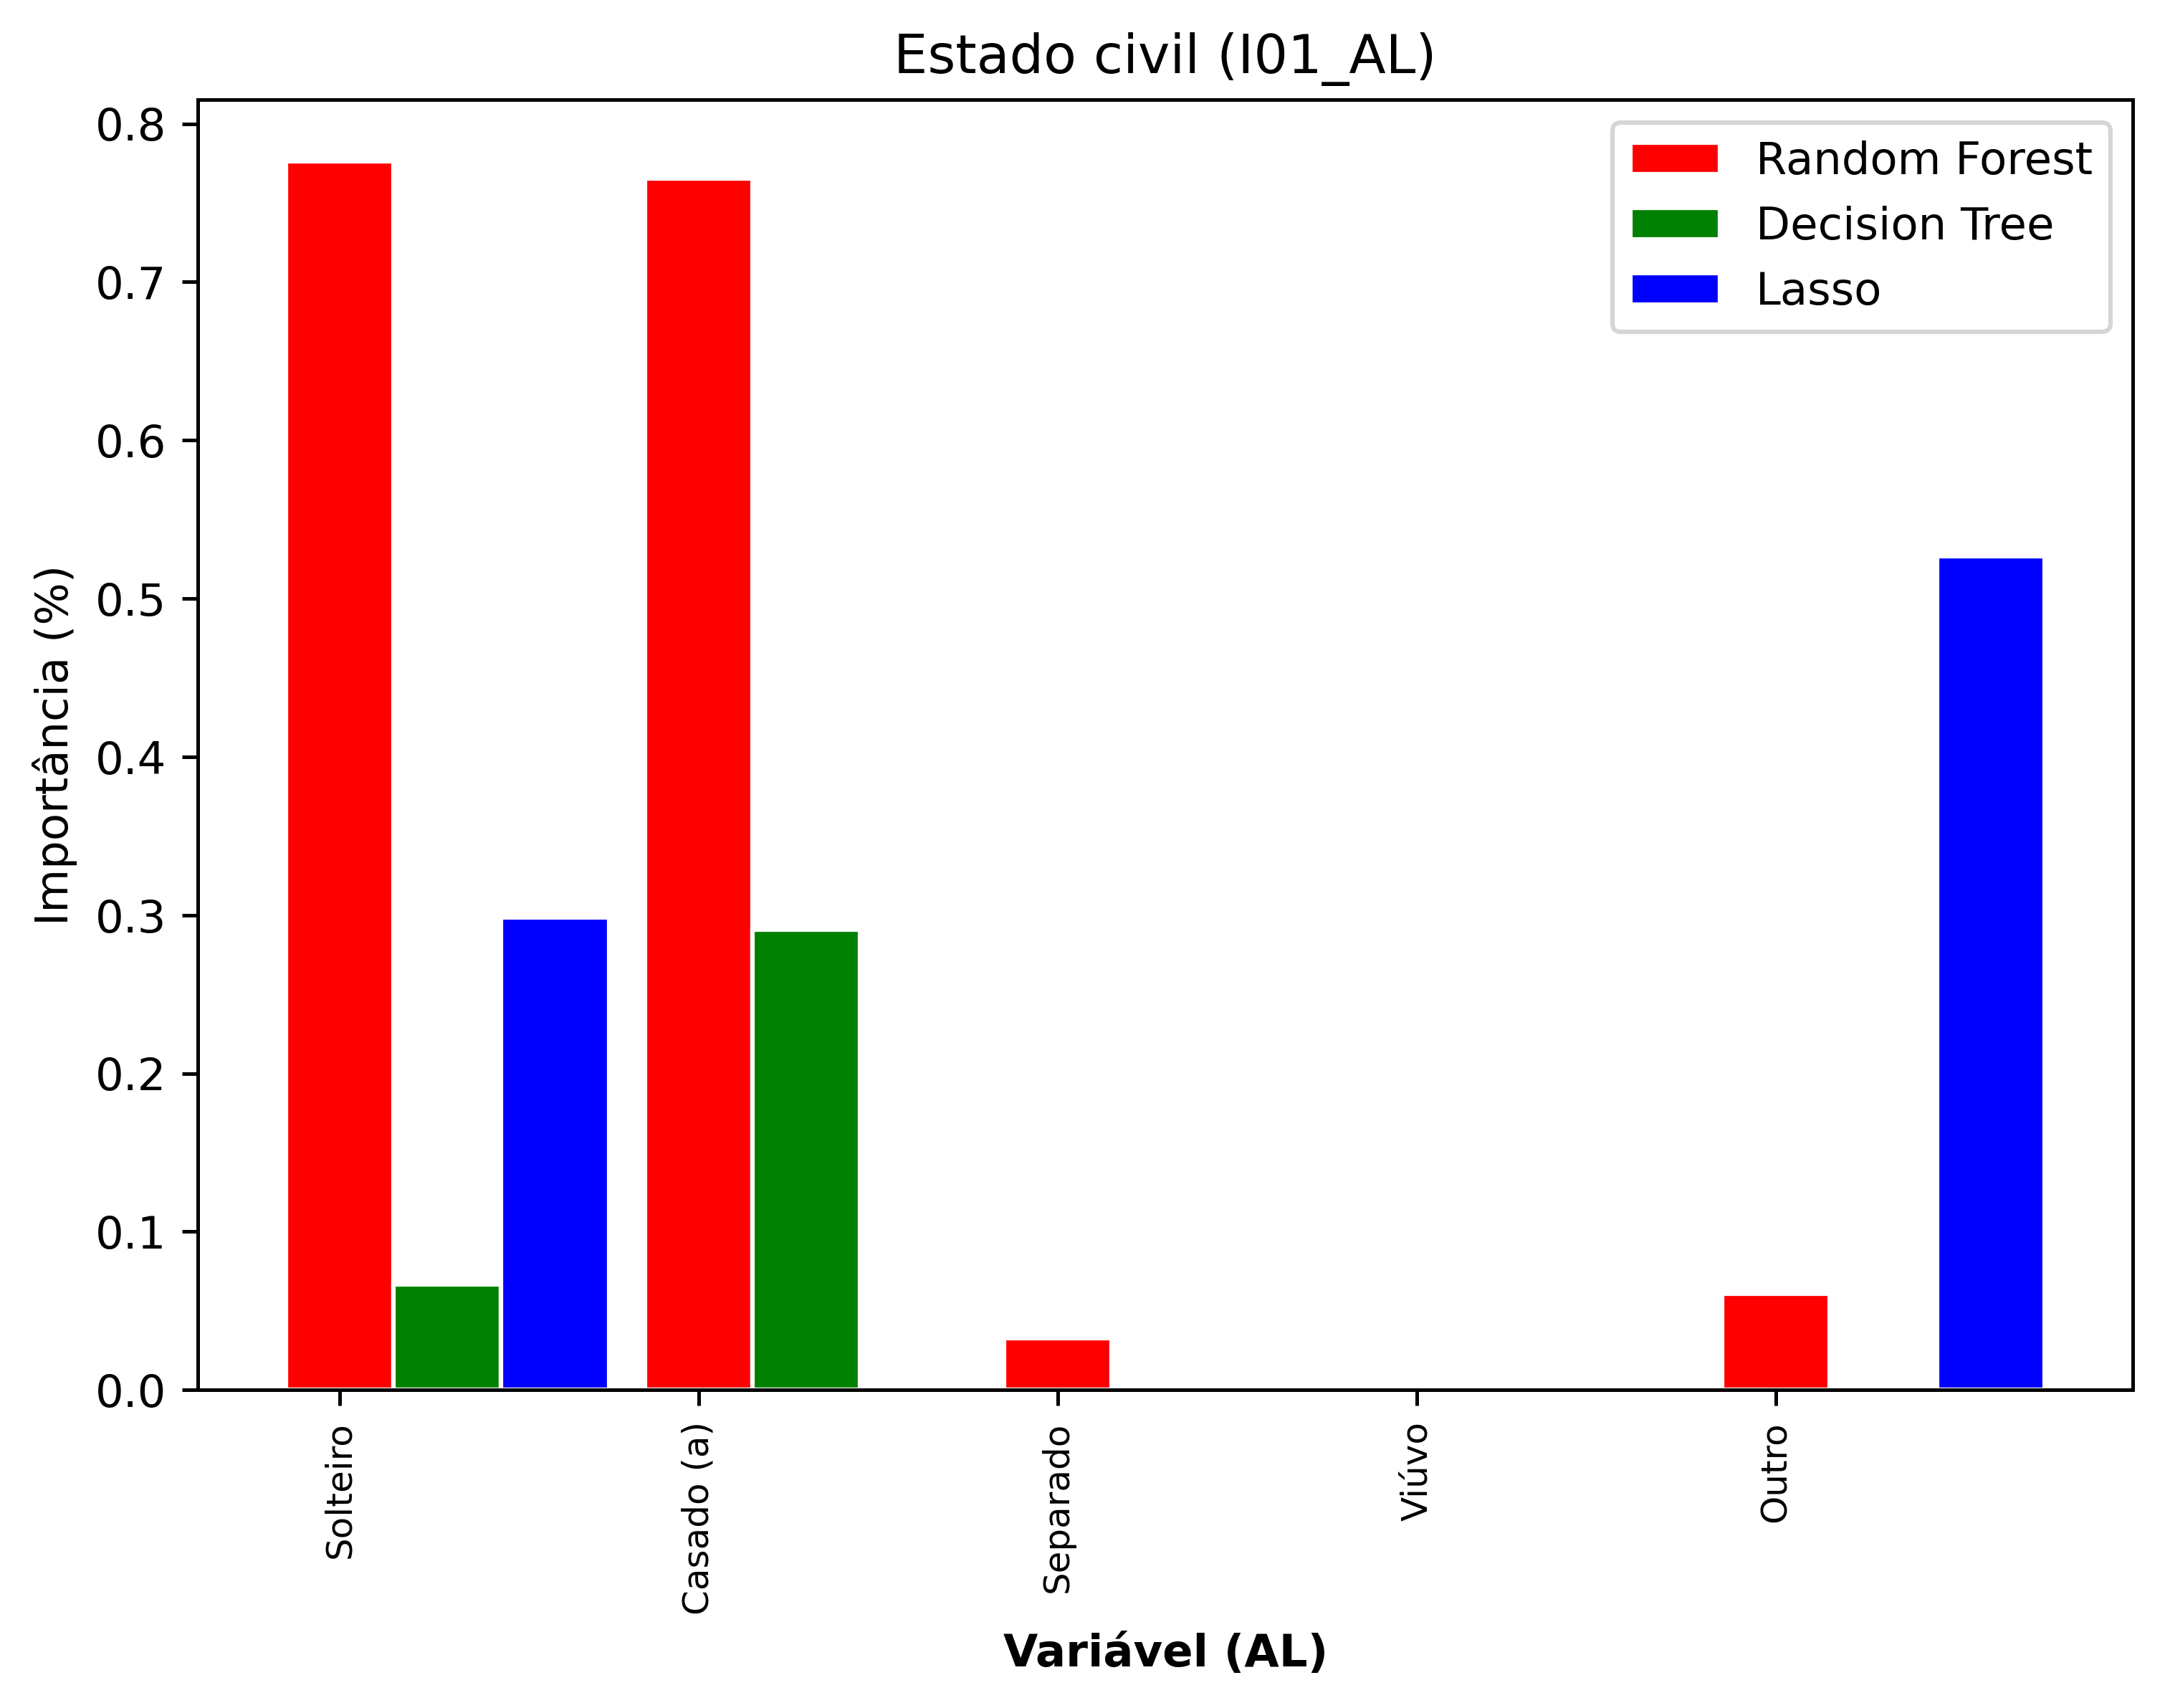 Estado civil (I01_AL)
Random Forest
Decision Tree
Lasso
Importância (%)
0.8
0.7
0.6
0.5
0.4
0.3
0.2
0.1
0.0
Solteiro
Casado (a)
Separado
Viúvo
Outro
Variável (AL)